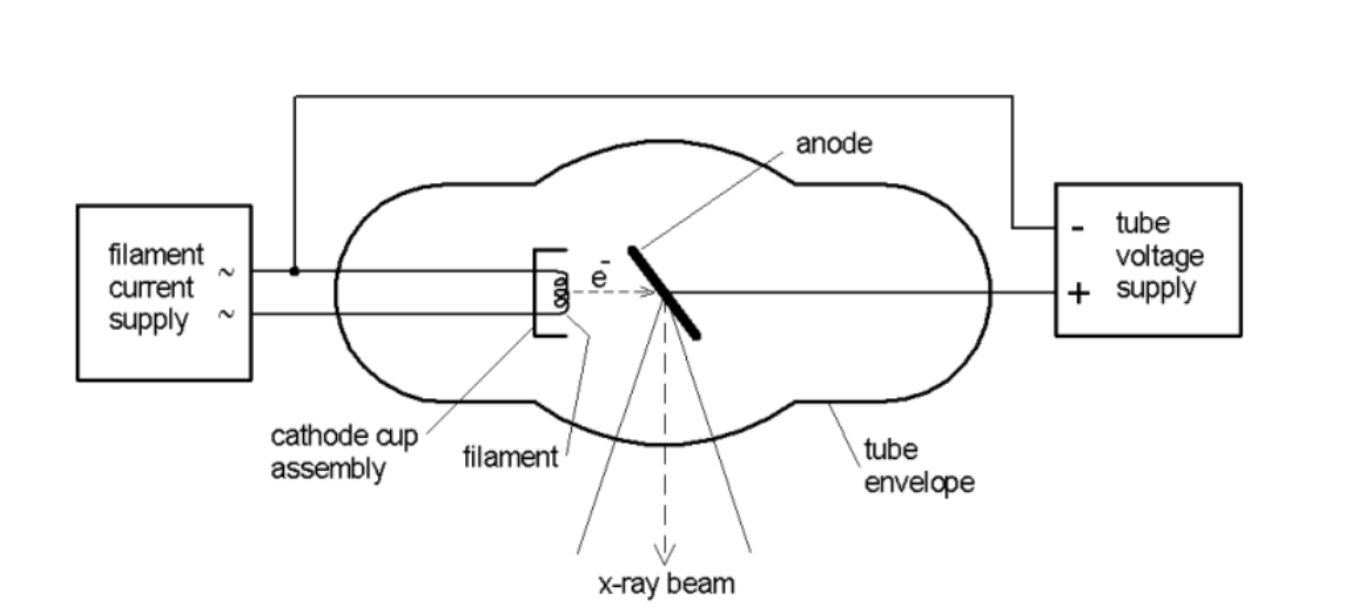 anode
filament ~
current
supply ~
- tube
voltage
+ supply
e-
cathode cup
assembly
filament
tube
envelope
x-ray beam